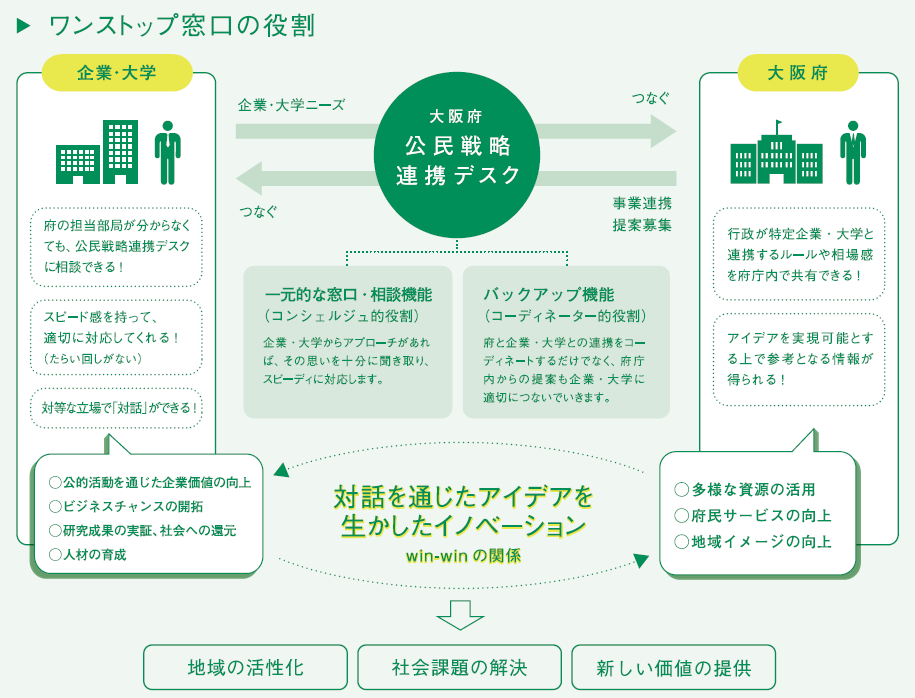 ワンストップ窓口の役割
企業・大学
府の担当部局が分からなく
ても、公民戦略連携デスク
に相談できる！
スピード感を持って、
適切に対応してくれる！
（たらい回しがない）
対等な立場で「対話」ができる！
○公的活動を通じた企業価値の向上
○ビジネスチャンスの開拓
○研究成果の実証、社会への還元
○人材の育成
企業・大学ニーズ
つなぐ
大阪府
公民戦略
連携デスク
つなぐ
事業連携
提案募集
一元的な窓口・相談機能
（コンシェルジュ的役割）
企業・大学からアプローチがあれ
ば、その思いを十分に聞き取り、
スピーディに対応します。
バックアップ機能
（コーディネーター的役割）
府と企業・大学との連携をコー
ディネートするだけでなく、府庁
内からの提案も企業・大学に
適切につないでいきます。
大阪府
行政が特定企業・大学と
連携するルールや相場感
を府庁内で共有できる！
アイデアを実現可能とす
る上で参考となる情報が
得られる！
○多様な資源の活用
○府民サービスの向上
○地域イメージの向上
対話を通じたアイデアを
生かしたイノベーション
win-winの関係
地域の活性化
社会課題の解決
新しい価値の提供